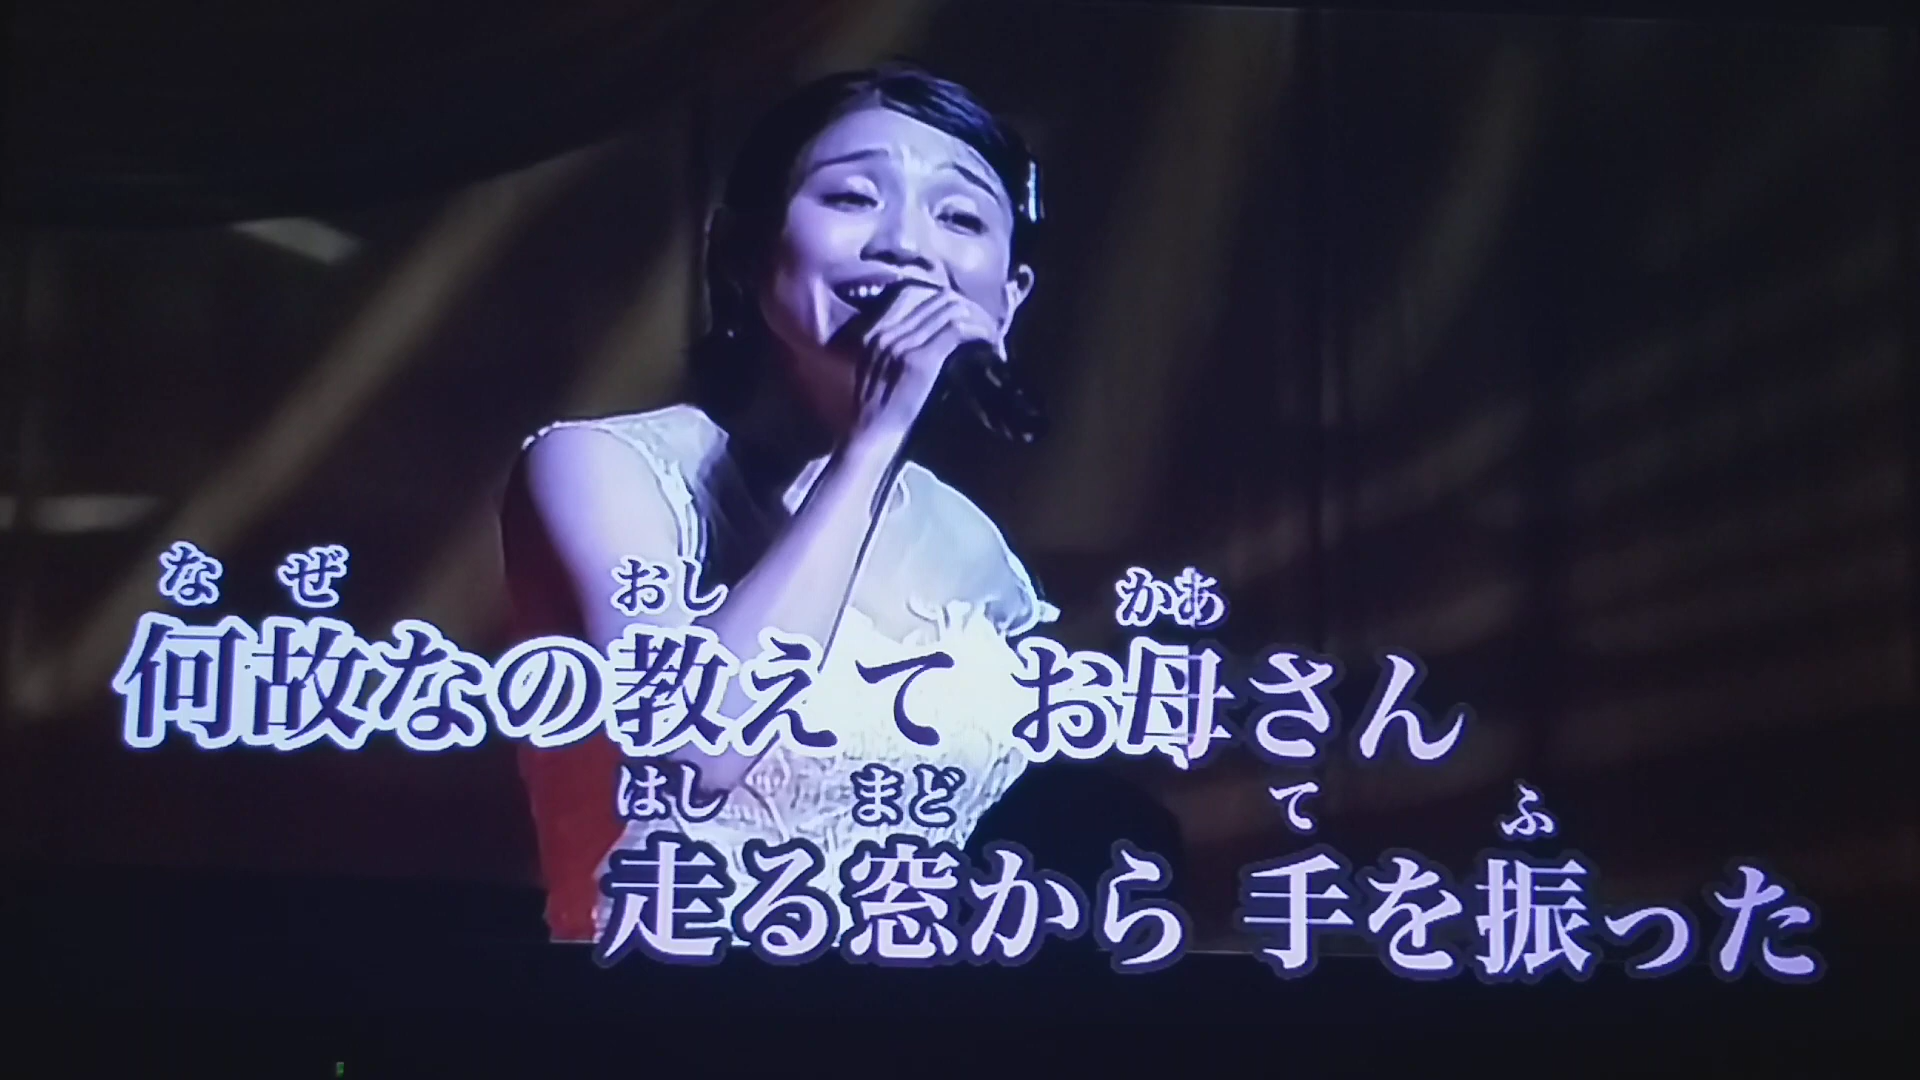 なぜ おし かあ
何故なの教えて お母さん
はし まど て ふ
走る窓から 手を振った